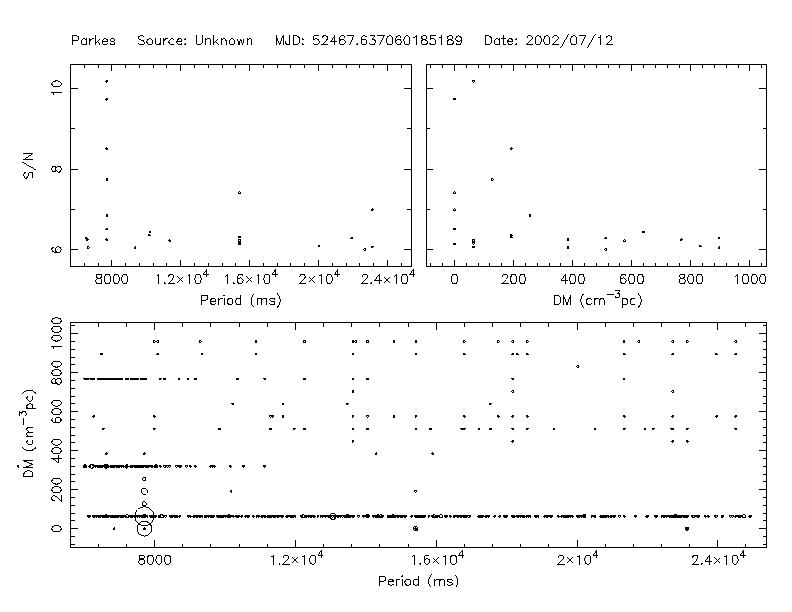 Parkes Source: Unknown MJD: 52467.637060185189 Date: 2002/07/12
S/N
10
8
6
8000 1.2×10⁴ 1.6×10⁴ 2×10⁴ 2.4×10⁴
Period (ms)
0 200 400 600 800 1000
DM (cm⁻³pc)
DM (cm⁻³pc)
1000
800
600
400
200
0
8000 1.2×10⁴ 1.6×10⁴ 2×10⁴ 2.4×10⁴
Period (ms)